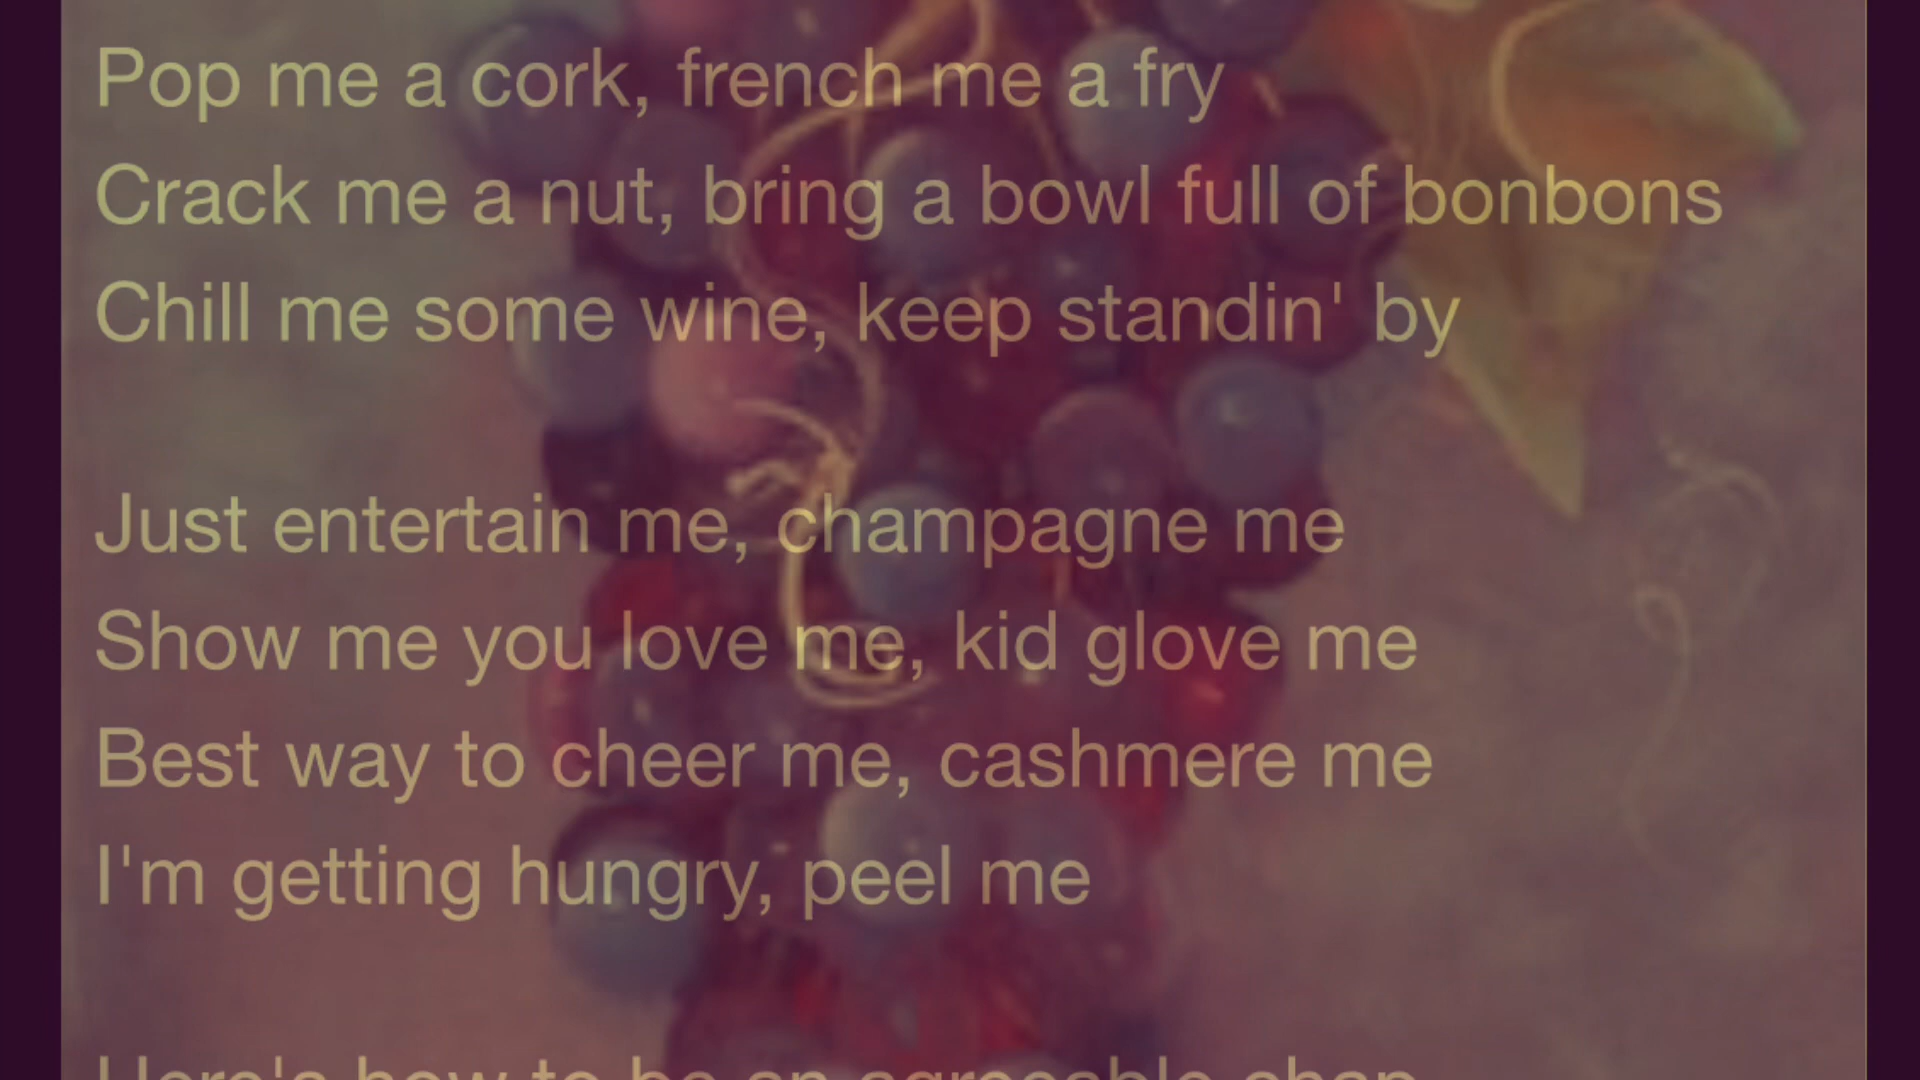 Pop me a cork, french me a fry
Crack me a nut, bring a bowl full of bonbons
Chill me some wine, keep standin' by
Just entertain me, champagne me
Show me you love me, kid glove me
Best way to cheer me, cashmere me
I'm getting hungry, peel me
Here's how to be an agreeable chap